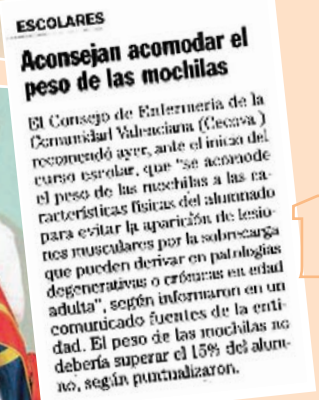 ESCOLARES
Aconsejan acomodar el
peso de las mochilas
El Consejo de Enfermería de la
Comunidad Valenciana (Cecova)
recomendó ayer, ante el inicio del
curso escolar, que "se acomode
el peso de las mochilas a las ca-
racterísticas físicas del alumnado
para evitar la aparición de lesio-
nes musculares por la sobrecarga
que pueden derivar en patologías
degenerativas o crónicas en edad
adulta", según informaron en un
comunicado fuentes de la enti-
dad. El peso de las mochilas no
debería superar el 15% del alum-
no, según puntualizaron.